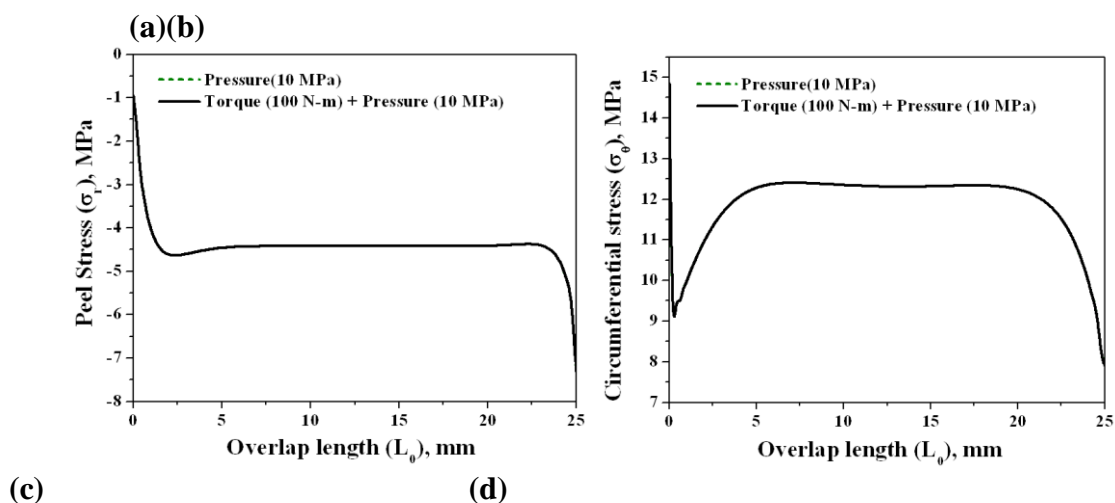 (a)(b)
0
-1
-2
-3
-4
-5
-6
-7
-8
0 5 10 15 20 25
Peel Stress (σr), MPa
Overlap length (L0), mm
Pressure(10 MPa)
Torque (100 N-m) + Pressure (10 MPa)
15
14
13
12
11
10
9
8
7
0 5 10 15 20 25
Circumferential stress (σθ), MPa
Overlap length (L0), mm
Pressure(10 MPa)
Torque (100 N-m) + Pressure (10 MPa)
(c) (d)